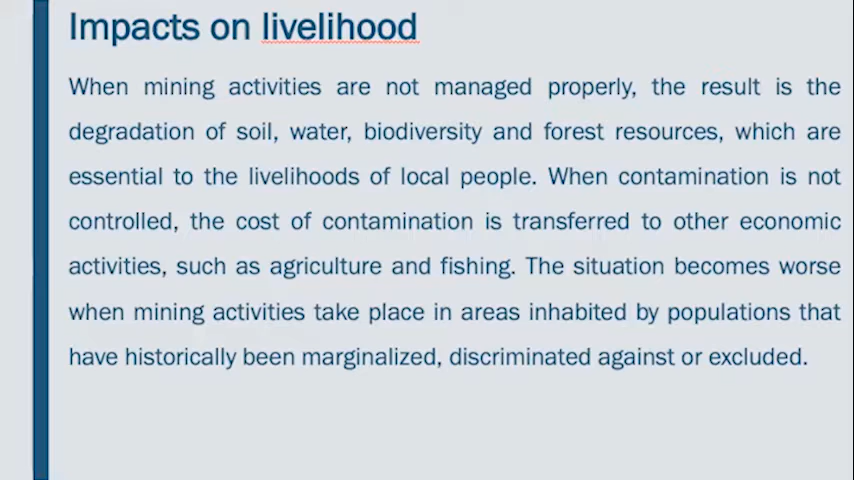 Impacts on livelihood
When mining activities are not managed properly, the result is the
degradation of soil, water, biodiversity and forest resources, which are
essential to the livelihoods of local people. When contamination is not
controlled, the cost of contamination is transferred to other economic
activities, such as agriculture and fishing. The situation becomes worse
when mining activities take place in areas inhabited by populations that
have historically been marginalized, discriminated against or excluded.